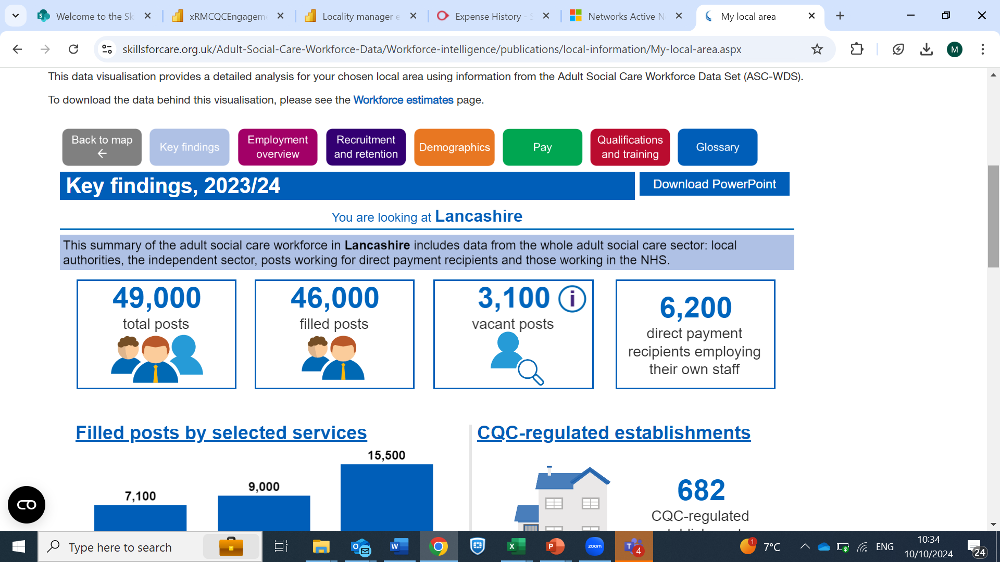 Welcome to the Sk
xRMCQCEngagem
Locality manager e
Expense History - S
Networks Active N
My local area
skillsforcare.org.uk/Adult-Social-Care-Workforce-Data/Workforce-intelligence/publications/local-information/My-local-area.aspx
M
This data visualisation provides a detailed analysis for your chosen local area using information from the Adult Social Care Workforce Data Set (ASC-WDS).
To download the data behind this visualisation, please see the Workforce estimates page.
Back to map
←
Key findings
Employment
overview
Recruitment
and retention
Demographics
Pay
Qualifications
and training
Glossary
Key findings, 2023/24
Download PowerPoint
You are looking at Lancashire
This summary of the adult social care workforce in Lancashire includes data from the whole adult social care sector: local
authorities, the independent sector, posts working for direct payment recipients and those working in the NHS.
49,000
total posts
46,000
filled posts
3,100
i
vacant posts
6,200
direct payment
recipients employing
their own staff
Filled posts by selected services
7,100
9,000
15,500
CQC-regulated establishments
682
CQC-regulated
Type here to search
zoom
4
1
7°C
ENG
10:34
10/10/2024
24